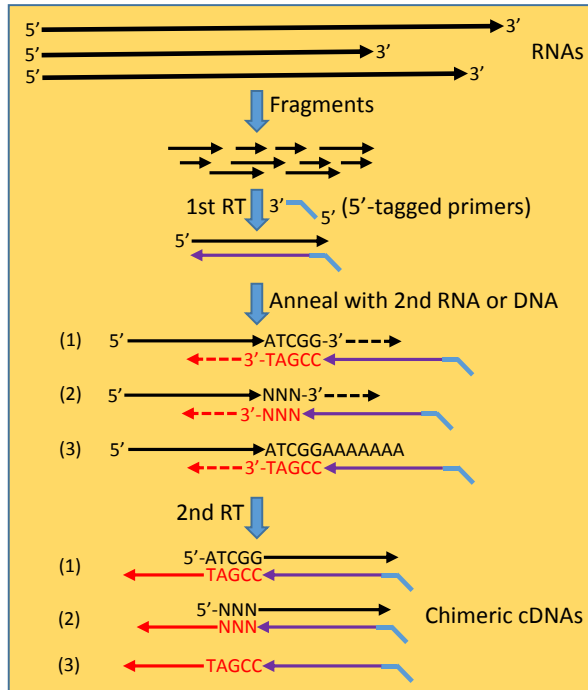 5’ 3’
5’ 3’ RNAs
5’ 3’
Fragments
1st RT 3’ 5’ (5’-tagged primers)
5’
Anneal with 2nd RNA or DNA
(1) 5’ ATCGG-3’
3’-TAGCC
(2) 5’ NNN-3’
3’-NNN
(3) 5’ ATCGGAAAAAAA
3’-TAGCC
2nd RT
(1) 5’-ATCGG
TAGCC
(2) 5’-NNN Chimeric cDNAs
NNN
(3) TAGCC